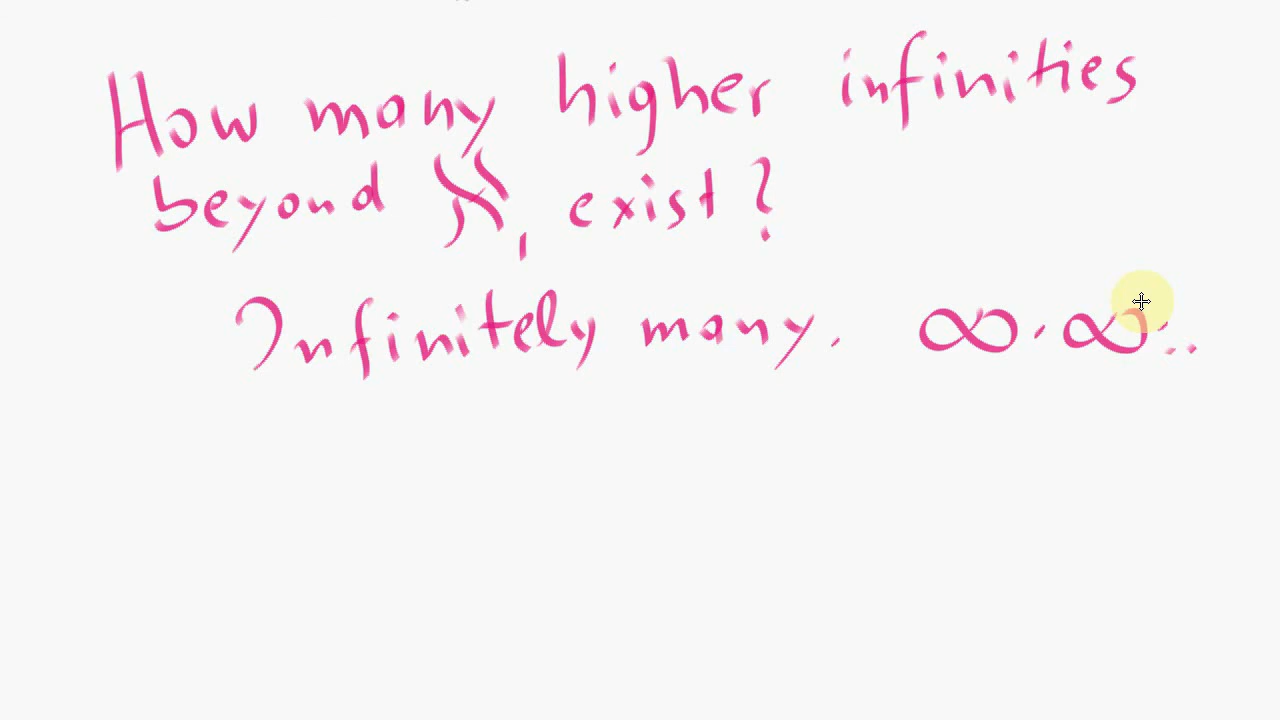 How many higher infinities
beyond ℵ₁ exist?
Infinitely many. ∞·∞...